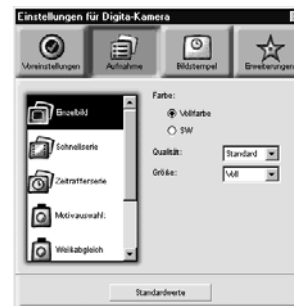 Einstellungen für Digita-Kamera
Voreinstellungen
Aufnahme
Bildstempel
Erweiterungen
Einzelbild
Schnellserie
Zeitrafferserie
Motivauswahl:
Weißabgleich
Farbe:
Vollfarbe
SW
Qualität:
Standard
Größe:
Voll
Standardwerte